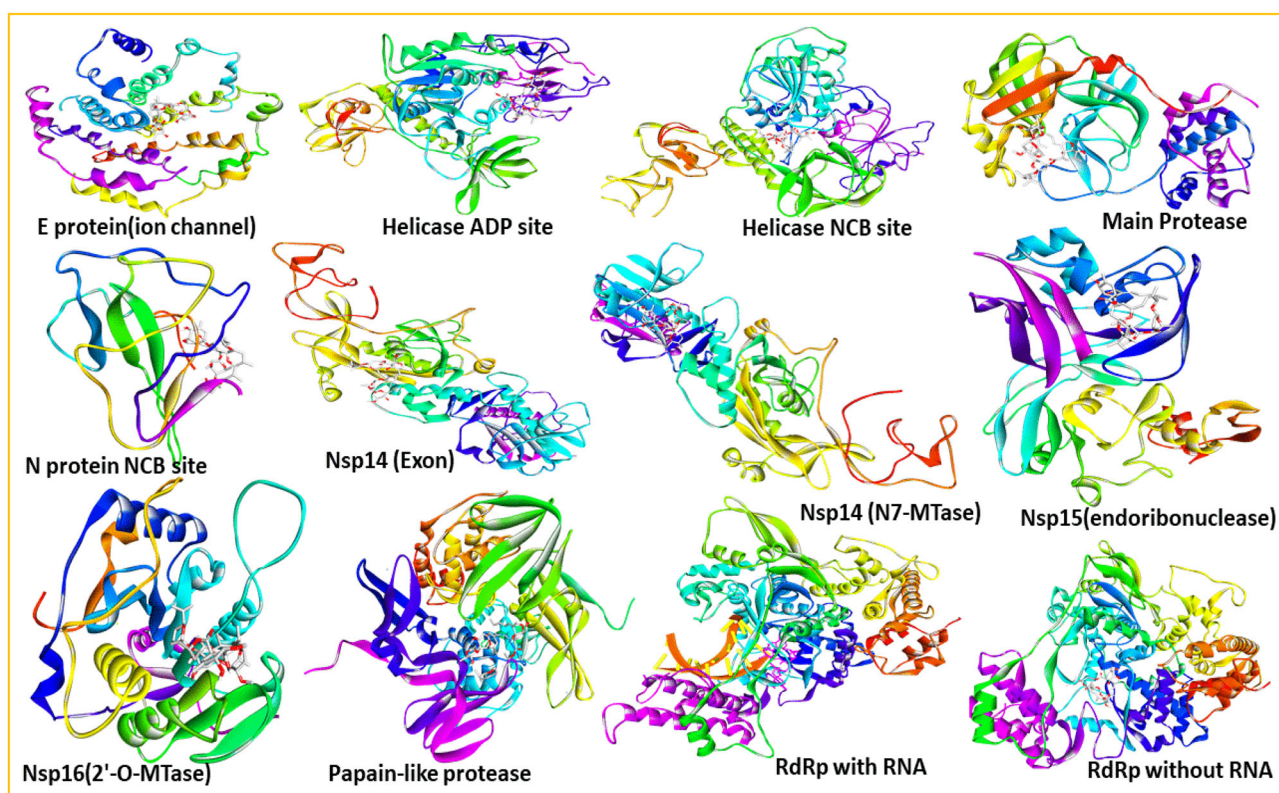 E protein(ion channel)
Helicase ADP site
Helicase NCB site
Main Protease
N protein NCB site
Nsp14 (Exon)
Nsp14 (N7-MTase)
Nsp15(endoribonuclease)
Nsp16(2'-O-MTase)
Papain-like protease
RdRp with RNA
RdRp without RNA